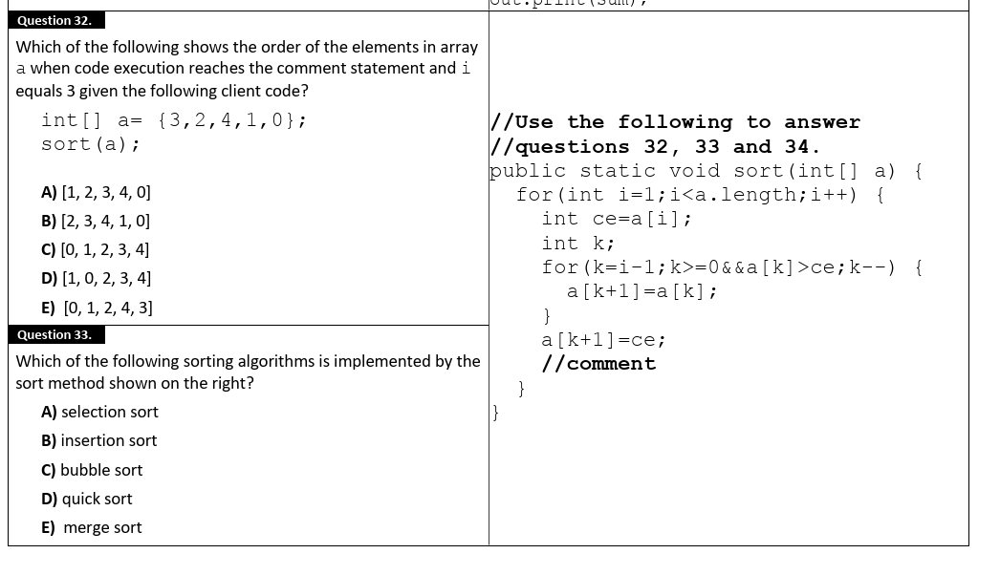 Question 32.
Which of the following shows the order of the elements in array
a when code execution reaches the comment statement and i
equals 3 given the following client code?
int[] a= {3,2,4,1,0};
sort(a);
A) [1, 2, 3, 4, 0]
B) [2, 3, 4, 1, 0]
C) [0, 1, 2, 3, 4]
D) [1, 0, 2, 3, 4]
E) [0, 1, 2, 4, 3]
Question 33.
Which of the following sorting algorithms is implemented by the
sort method shown on the right?
A) selection sort
B) insertion sort
C) bubble sort
D) quick sort
E) merge sort
out.print(sum);
//Use the following to answer
//questions 32, 33 and 34.
public static void sort(int[] a) {
for(int i=1;i<a.length;i++) {
int ce=a[i];
int k;
for(k=i-1;k>=0&&a[k]>ce;k--) {
a[k+1]=a[k];
}
a[k+1]=ce;
//comment
}
}